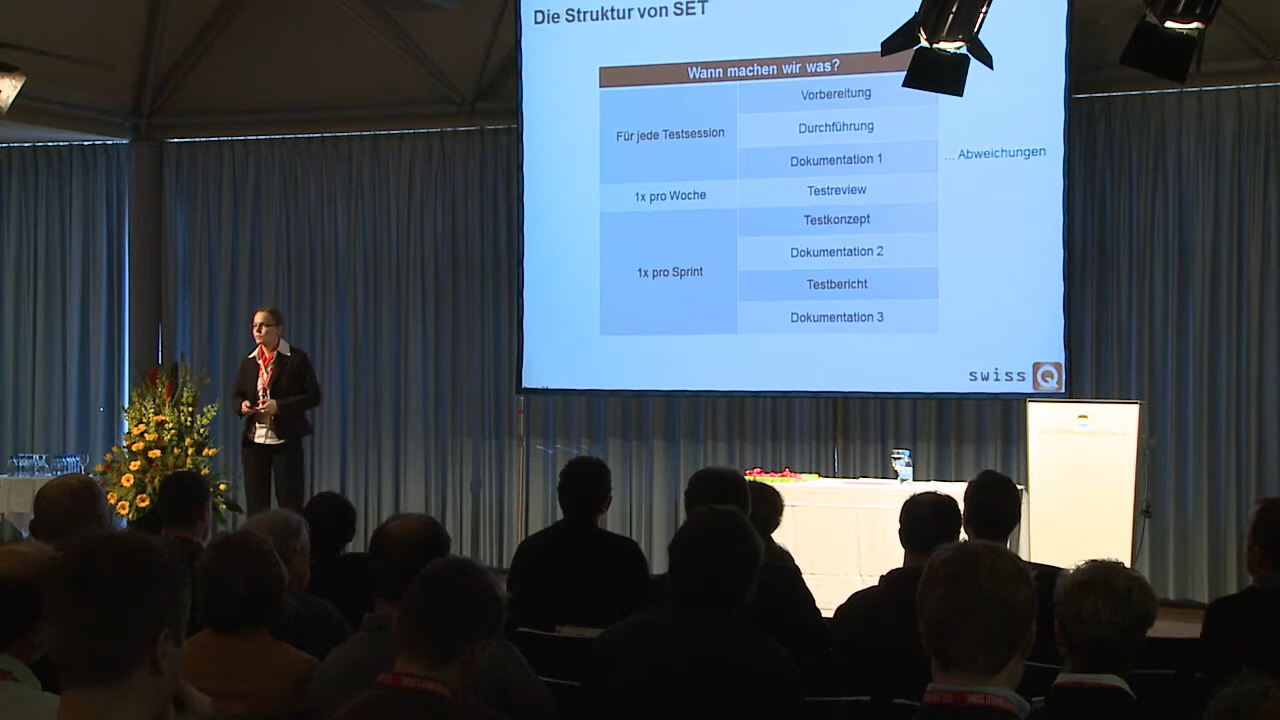 Die Struktur von SET
Wann machen wir was?
Für jede Testsession
Vorbereitung
Durchführung
Dokumentation 1
... Abweichungen
1x pro Woche
Testreview
1x pro Sprint
Testkonzept
Dokumentation 2
Testbericht
Dokumentation 3
swiss Q